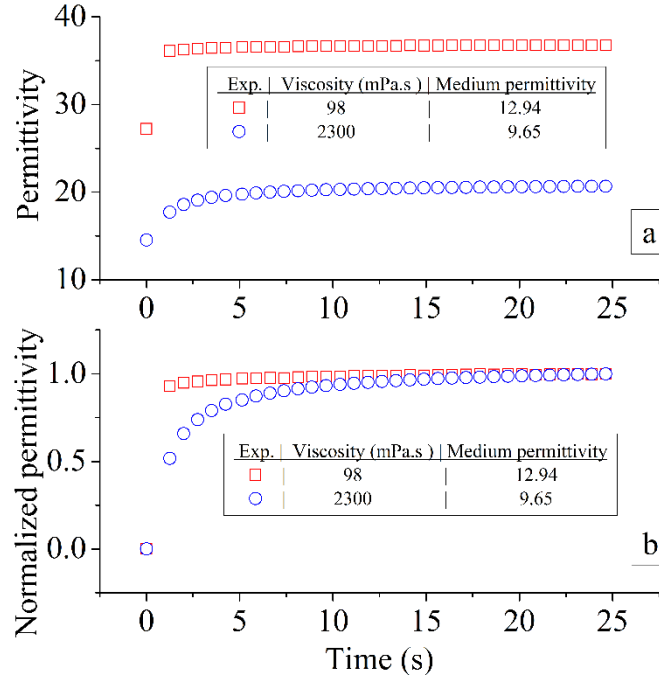 40
30
20
10
Permittivity
Exp. | Viscosity (mPa.s) | Medium permittivity
98 | 12.94
2300 | 9.65
a
0 5 10 15 20 25
1.0
0.5
0.0
Normalized permittivity
Exp. | Viscosity (mPa.s) | Medium permittivity
98 | 12.94
2300 | 9.65
b
0 5 10 15 20 25
Time (s)